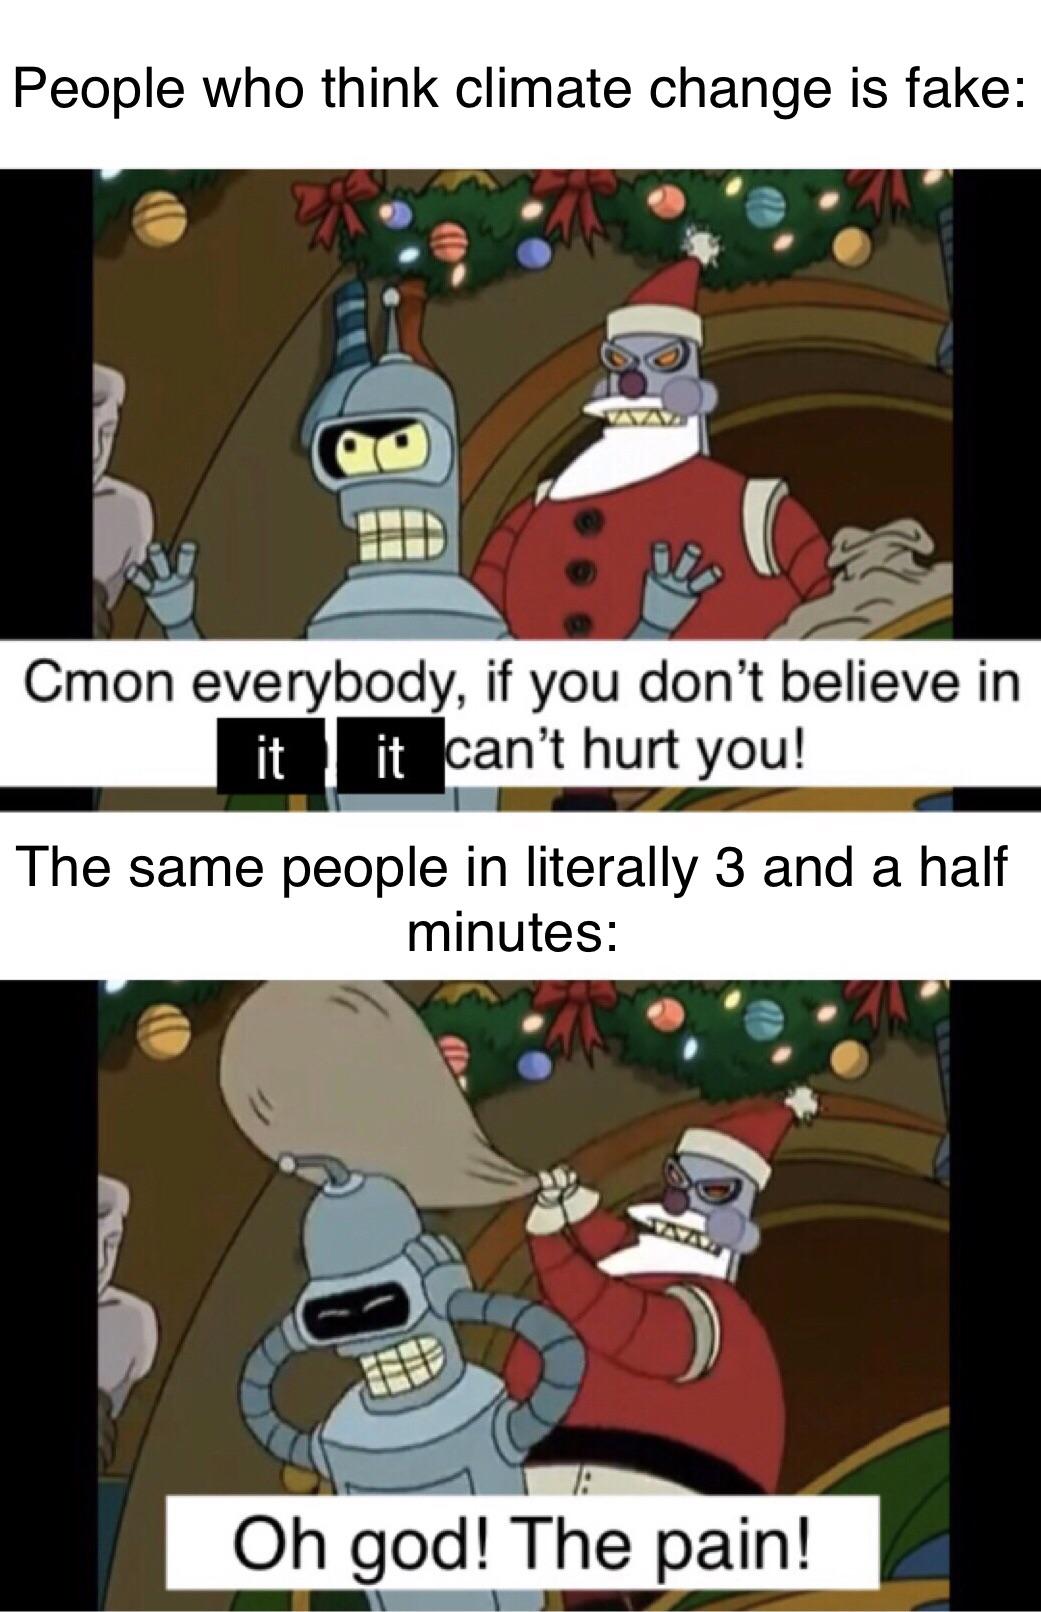 People who think climate change is fake:
Cmon everybody, if you don't believe in
it it can't hurt you!
The same people in literally 3 and a half
minutes:
Oh god! The pain!